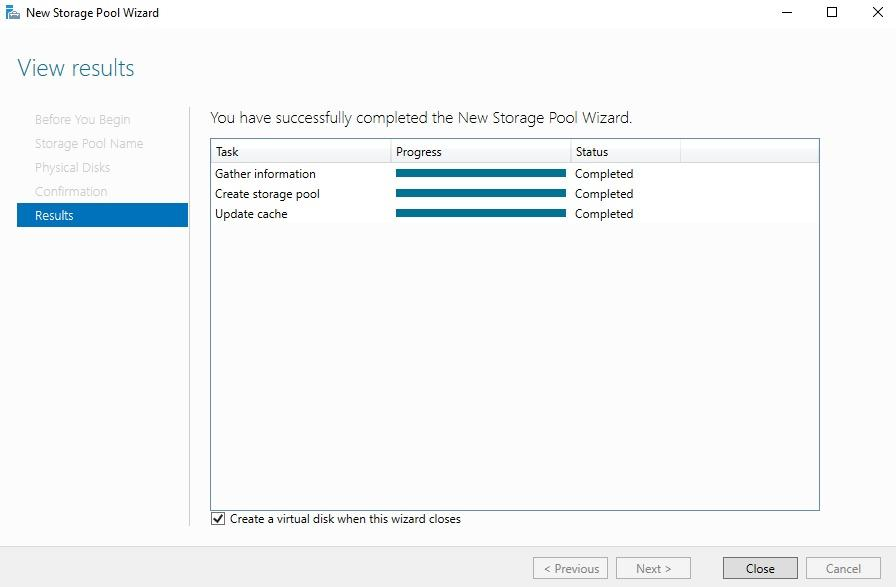 New Storage Pool Wizard
View results
Before You Begin
Storage Pool Name
Physical Disks
Confirmation
Results
You have successfully completed the New Storage Pool Wizard.
Task Progress Status
Gather information Completed
Create storage pool Completed
Update cache Completed
Create a virtual disk when this wizard closes
< Previous Next > Close Cancel